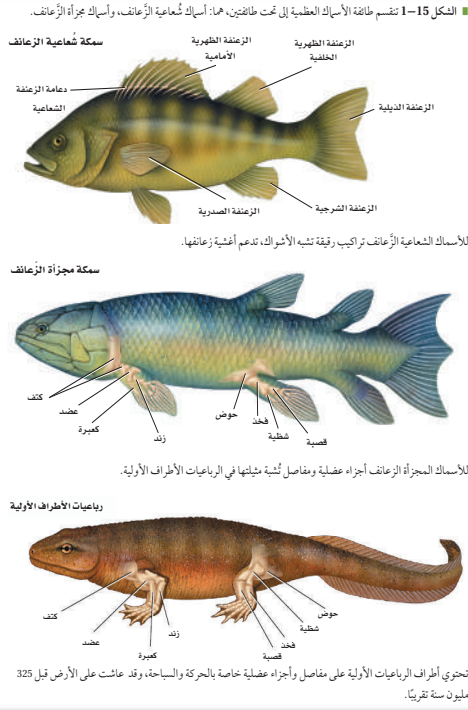 الشكل 15–1 تنقسم طائفة الأسماك العظمية إلى تحت طائفتين، هما: أسماك شُعاعية الزَّعانف، وأسماك مجزأة الزَّعانف.
سمكة شُعاعية الزعانف
الزعنفة الظهرية الأمامية
الزعنفة الظهرية الخلفية
دعامة الزعنفة الشعاعية
الزعنفة الذيلية
الزعنفة الصدرية
الزعنفة الشرجية
للأسماك الشعاعية الزَّعانف تراكيب رقيقة تشبه الأشواك، تدعم أغشية زعانفها.
سمكة مجزأة الزَّعانف
كتف
عضد
كعبرة
زند
حوض
فخذ
شظية
قصبة
للأسماك المجزأة الزعانف أجزاء عضلية ومفاصل تُشبة مثيلتها في الرباعيات الأطراف الأولية.
رباعيات الأطراف الأولية
كتف
عضد
كعبرة
زند
حوض
شظية
فخذ
قصبة
تحتوي أطراف الرباعيات الأولية على مفاصل وأجزاء عضلية خاصة بالحركة والسباحة، وقد عاشت على الأرض قبل 325
مليون سنة تقريبًا.